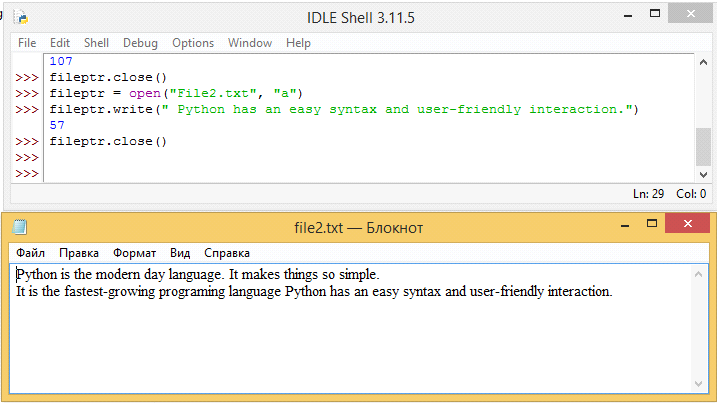 IDLE Shell 3.11.5
File Edit Shell Debug Options Window Help
107
>>> fileptr.close()
>>> fileptr = open("File2.txt", "a")
>>> fileptr.write(" Python has an easy syntax and user-friendly interaction.")
57
>>> fileptr.close()
>>>
>>>
Ln: 29 Col: 0
file2.txt — Блокнот
Файл Правка Формат Вид Справка
Python is the modern day language. It makes things so simple.
It is the fastest-growing programing language Python has an easy syntax and user-friendly interaction.